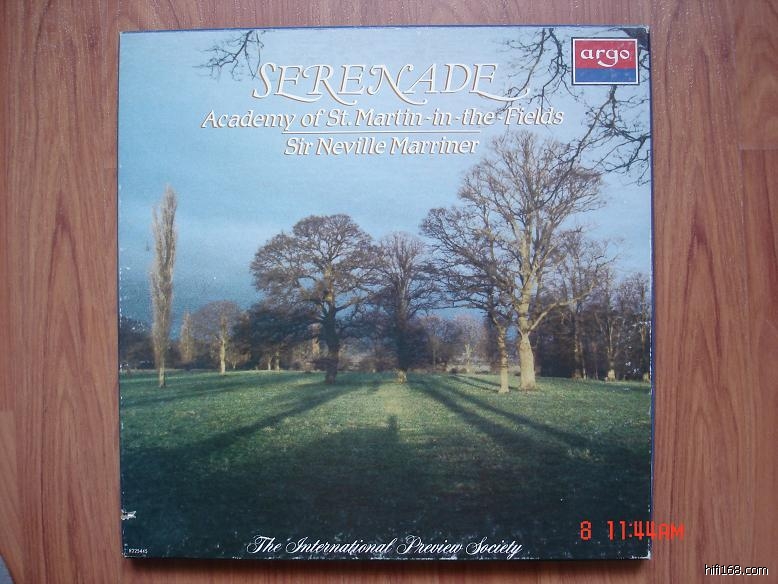 SERENADE
argo
Academy of St. Martin-in-the-Fields
Sir Neville Marriner
8 11:44AM
The International Preview Society
hifi168.com